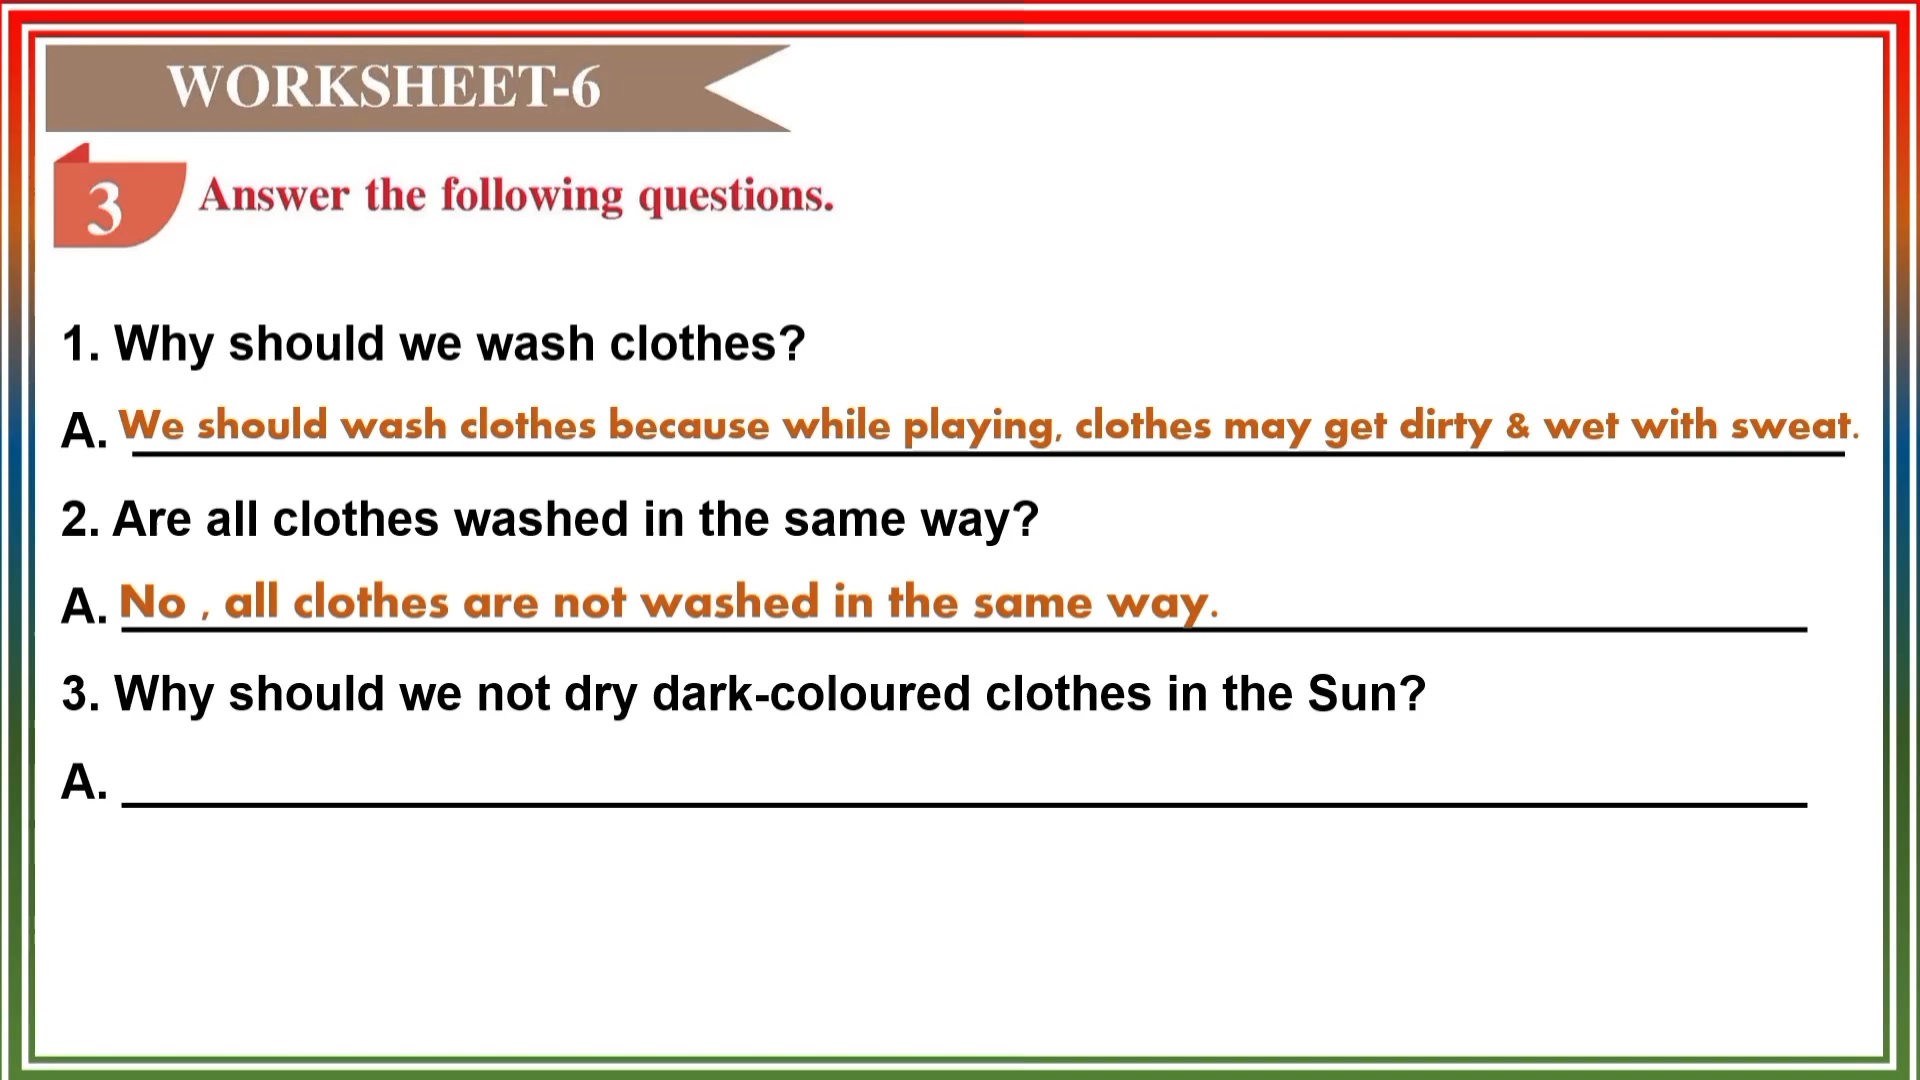 WORKSHEET-6
3 Answer the following questions.
1. Why should we wash clothes?
A. We should wash clothes because while playing, clothes may get dirty & wet with sweat.
2. Are all clothes washed in the same way?
A. No , all clothes are not washed in the same way.
3. Why should we not dry dark-coloured clothes in the Sun?
A.